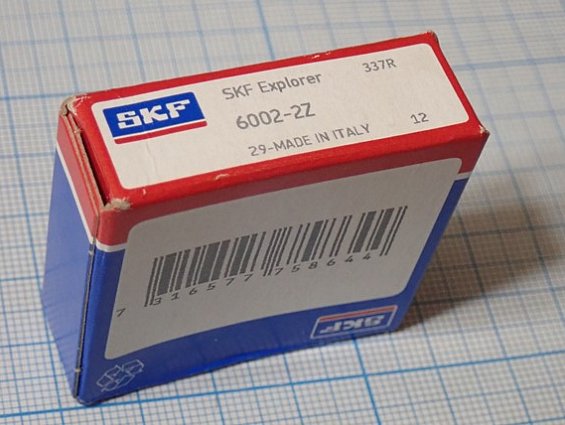 SKF
SKF Explorer
337R
6002-2Z
29-MADE IN ITALY
12
7 316577 758644
SKF